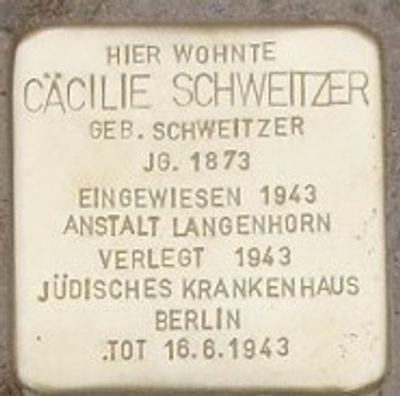 HIER WOHNTE
CÄCILIE SCHWEITZER
GEB. SCHWEITZER
JG. 1873
EINGEWIESEN 1943
ANSTALT LANGENHORN
VERLEGT 1943
JÜDISCHES KRANKENHAUS
BERLIN
.TOT 16.6.1943